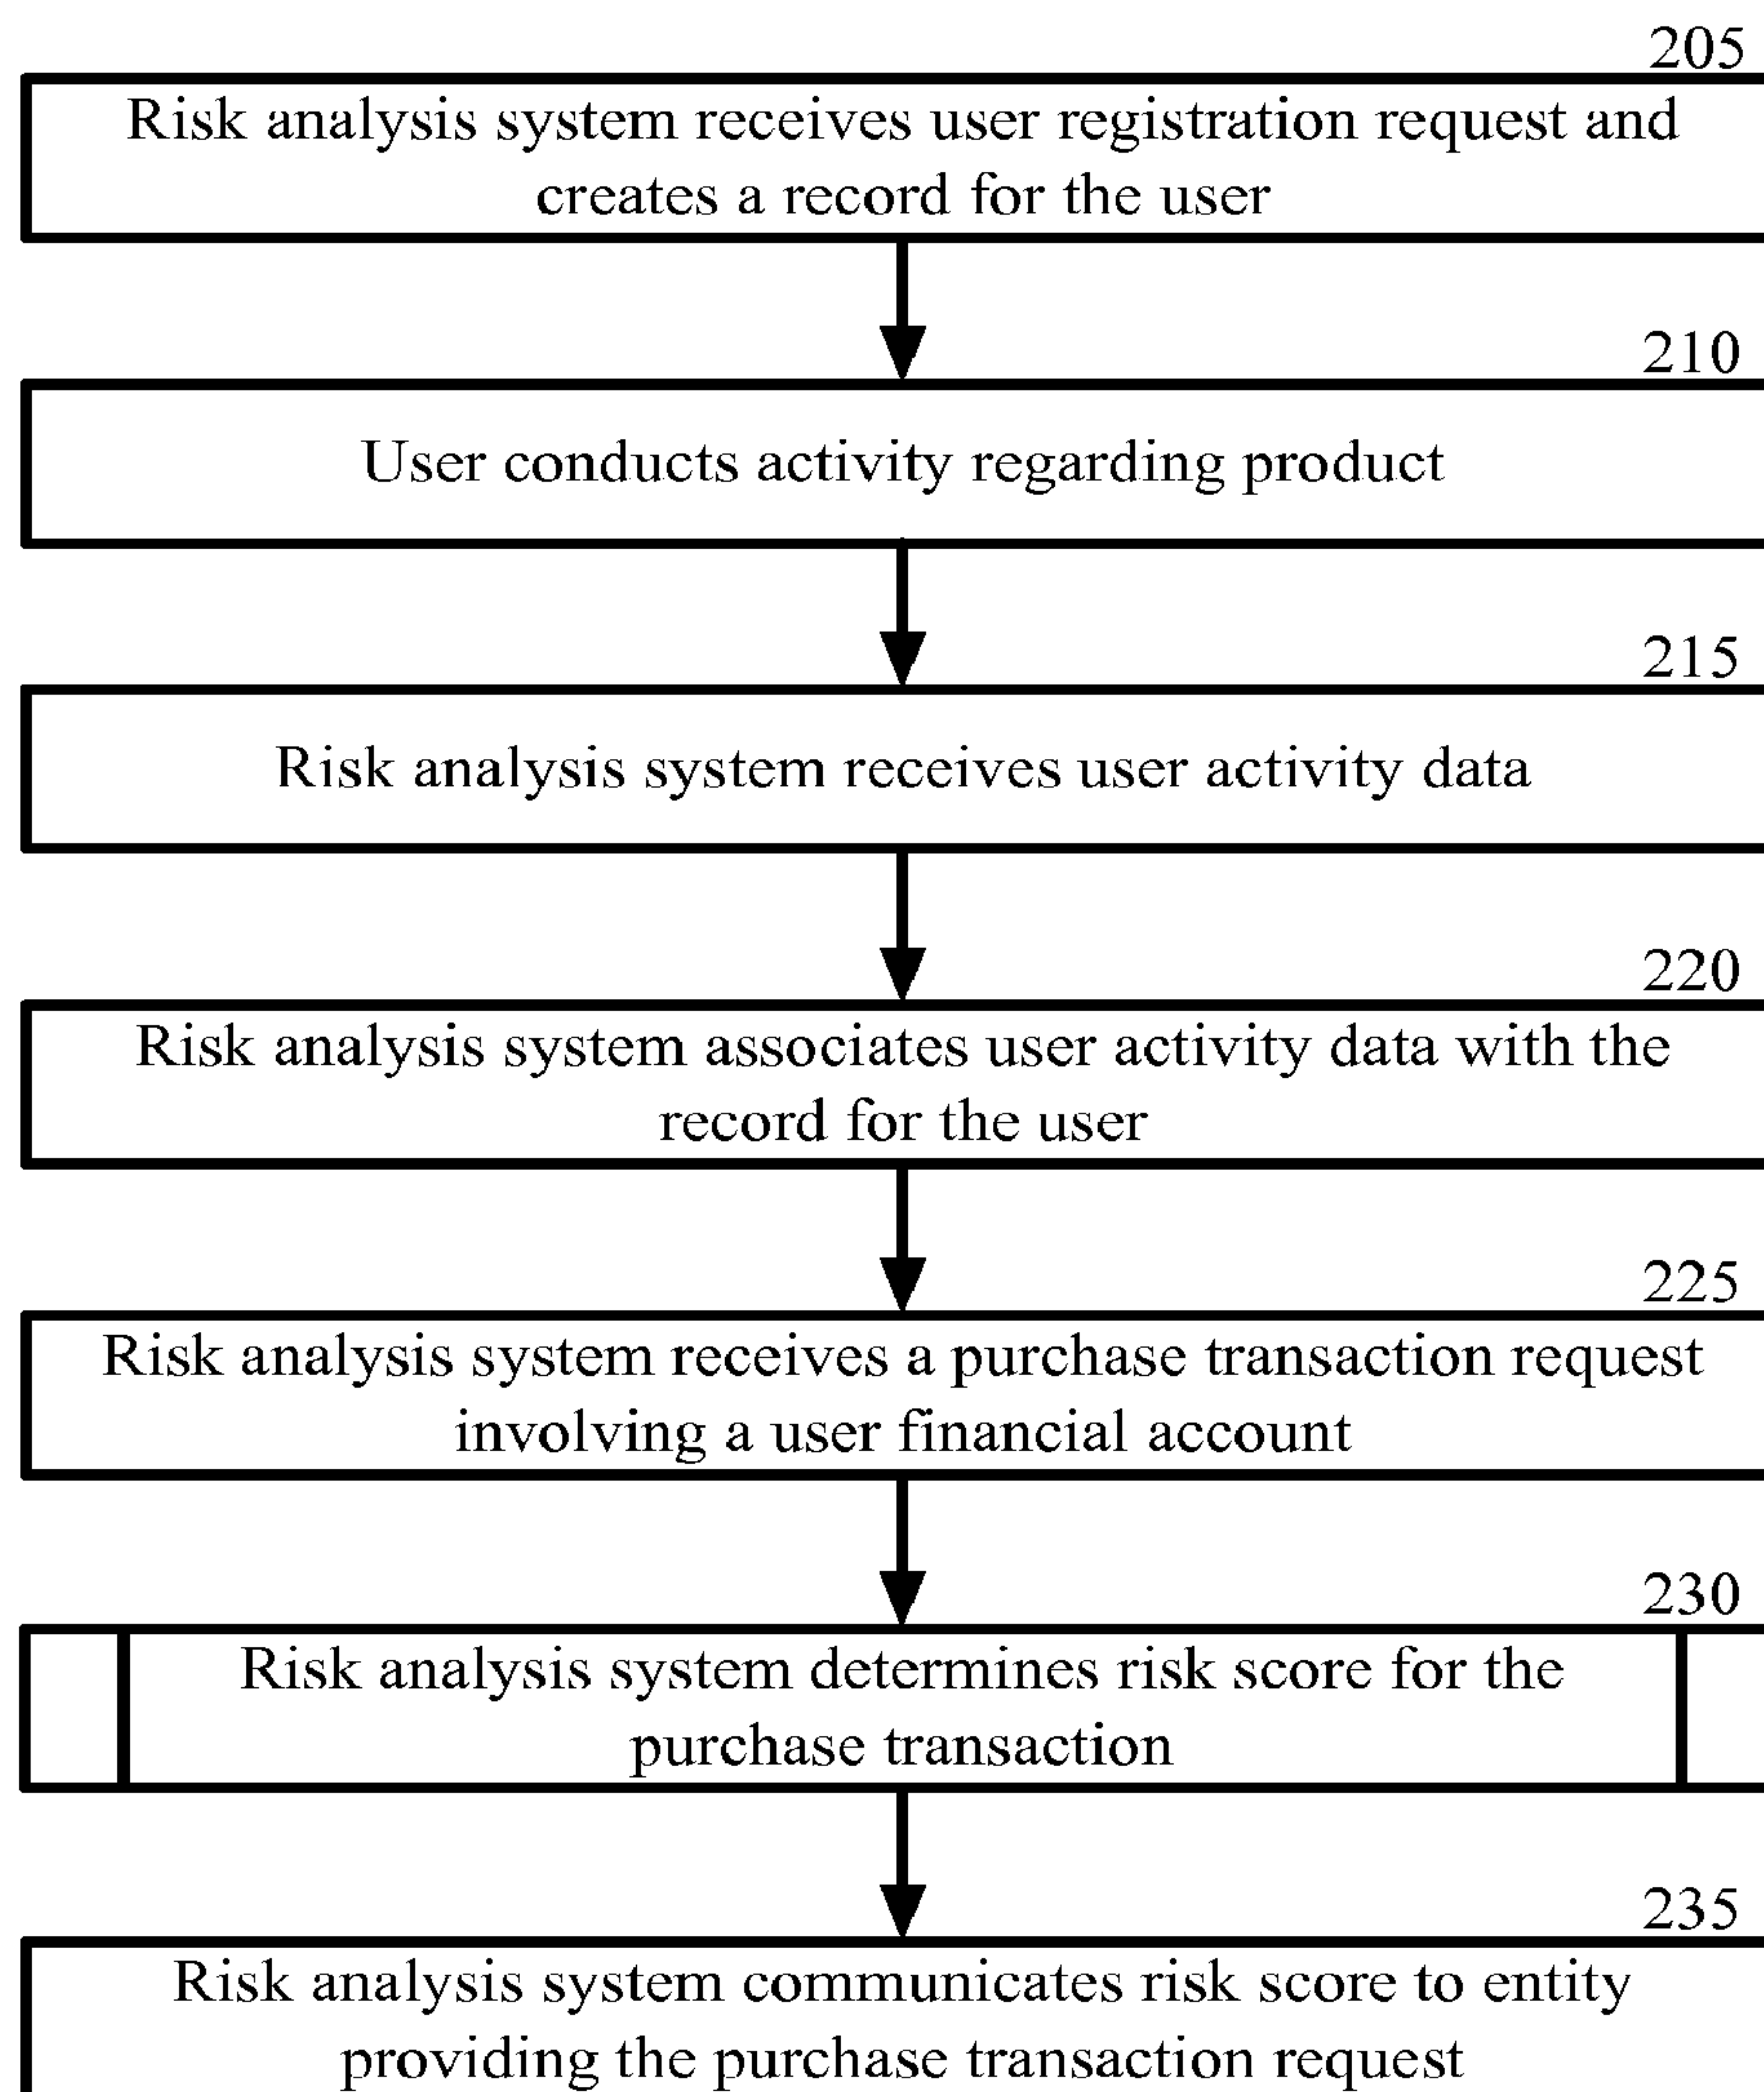 205
Risk analysis system receives user registration request and
creates a record for the user
210
User conducts activity regarding product
215
Risk analysis system receives user activity data
220
Risk analysis system associates user activity data with the
record for the user
225
Risk analysis system receives a purchase transaction request
involving a user financial account
230
Risk analysis system determines risk score for the
purchase transaction
235
Risk analysis system communicates risk score to entity
providing the purchase transaction request